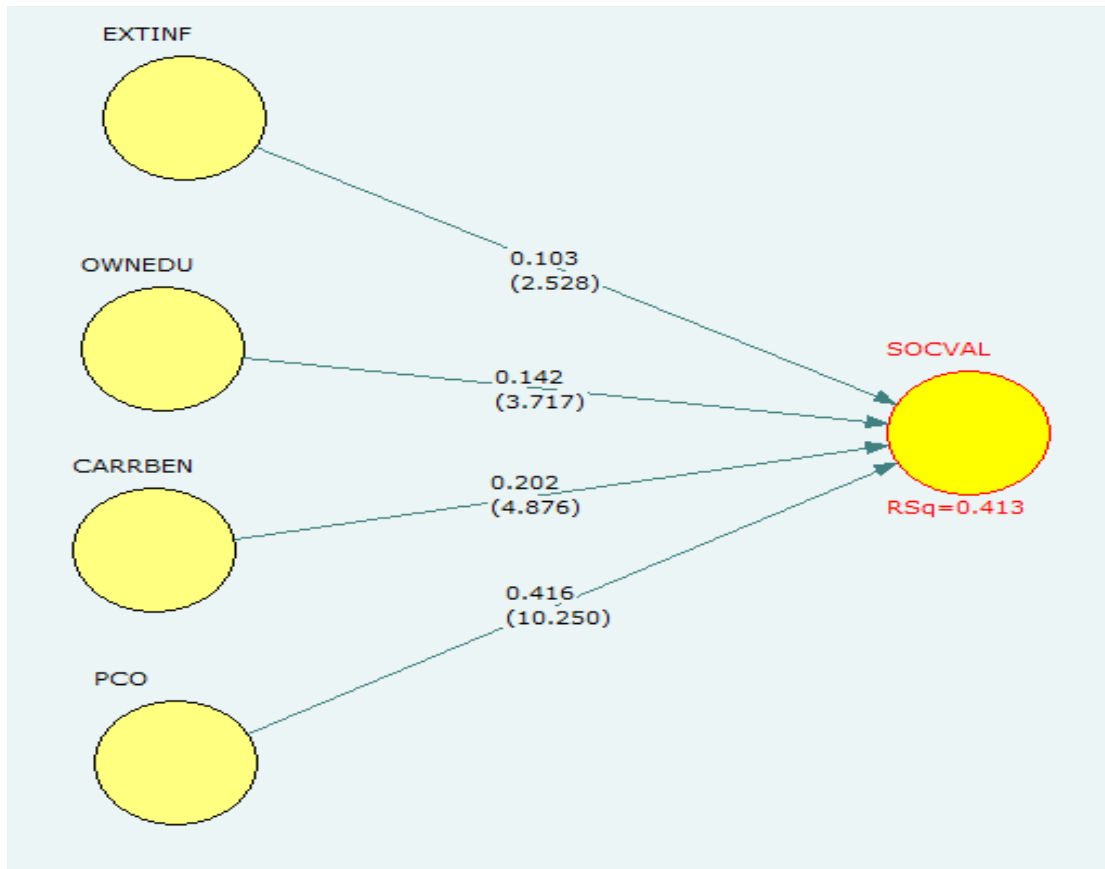 EXTINF
OWNEDU
0.103
(2.528)
SOCVAL
0.142
(3.717)
CARRBEN
0.202
(4.876)
RSq=0.413
0.416
(10.250)
PCO